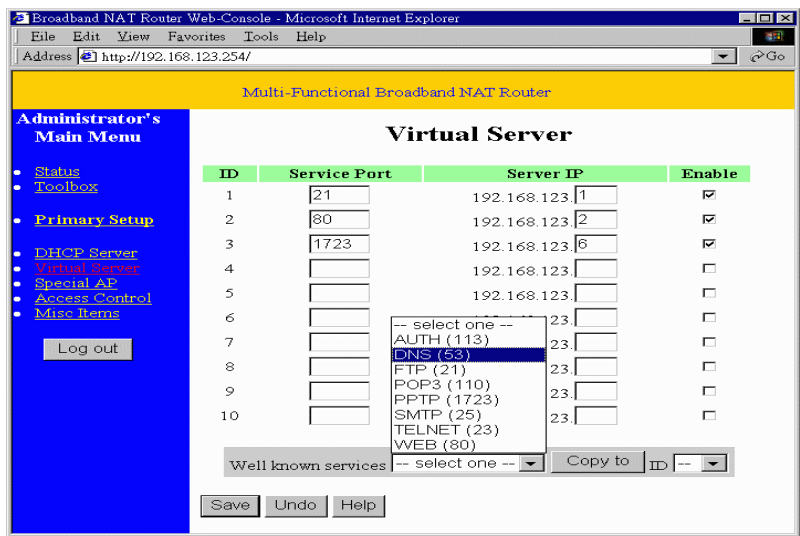 Broadband NAT Router Web-Console - Microsoft Internet Explorer
File Edit View Favorites Tools Help
Address http://192.168.123.254/ Go
Multi-Functional Broadband NAT Router
Administrator's
Main Menu
Status
Toolbox
Primary Setup
DHCP Server
Virtual Server
Special AP
Access Control
Misc Items
Log out
Virtual Server
ID Service Port Server IP Enable
1 21 192.168.123. 1
2 80 192.168.123. 2
3 1723 192.168.123. 6
4 192.168.123.
5 192.168.123.
6 23.
7 23.
8 23.
9 23.
10 23.
-- select one --
AUTH (113)
DNS (53)
FTP (21)
POP3 (110)
PPTP (1723)
SMTP (25)
TELNET (23)
WEB (80)
Well known services -- select one -- Copy to ID --
Save Undo Help